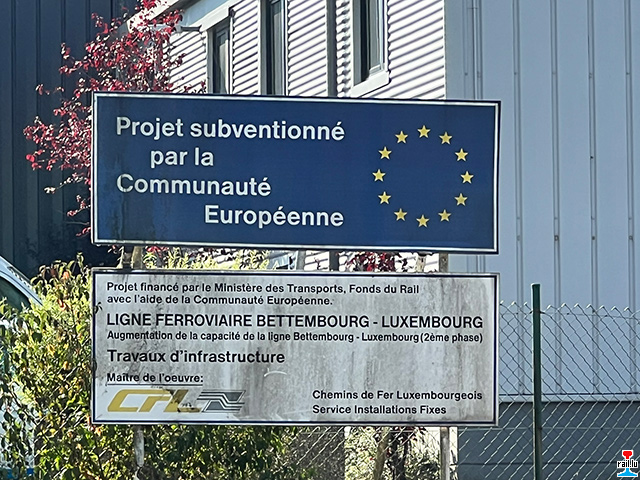 Projet subventionné
par la
Communauté
Européenne
Projet financé par le Ministère des Transports, Fonds du Rail
avec l'aide de la Communauté Européenne.
LIGNE FERROVIAIRE BETTEMBOURG - LUXEMBOURG
Augmentation de la capacité de la ligne Bettembourg - Luxembourg (2ème phase)
Travaux d'infrastructure
Maître de l'oeuvre:
CFL
Chemins de Fer Luxembourgeois
Service Installations Fixes
rail.lu